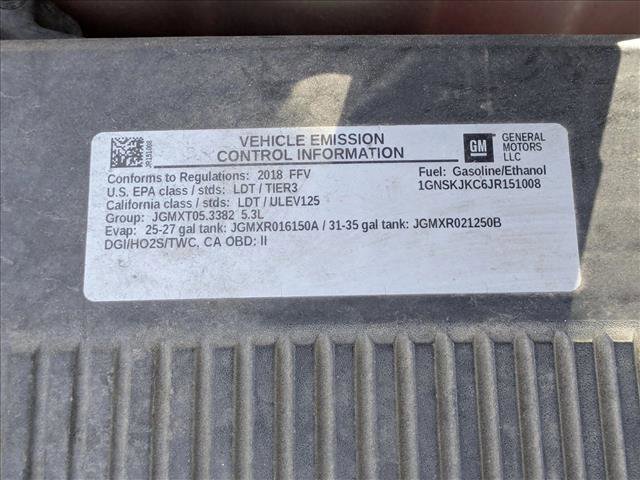 JR151008
VEHICLE EMISSION
CONTROL INFORMATION
GM
GENERAL
MOTORS
LLC
Conforms to Regulations: 2018 FFV
Fuel: Gasoline/Ethanol
U.S. EPA class / stds: LDT / TIER3
1GNSKJKC6JR151008
California class / stds: LDT / ULEV125
Group: JGMXT05.3382 5.3L
Evap: 25-27 gal tank: JGMXR016150A / 31-35 gal tank: JGMXR021250B
DGI/HO2S/TWC, CA OBD: II